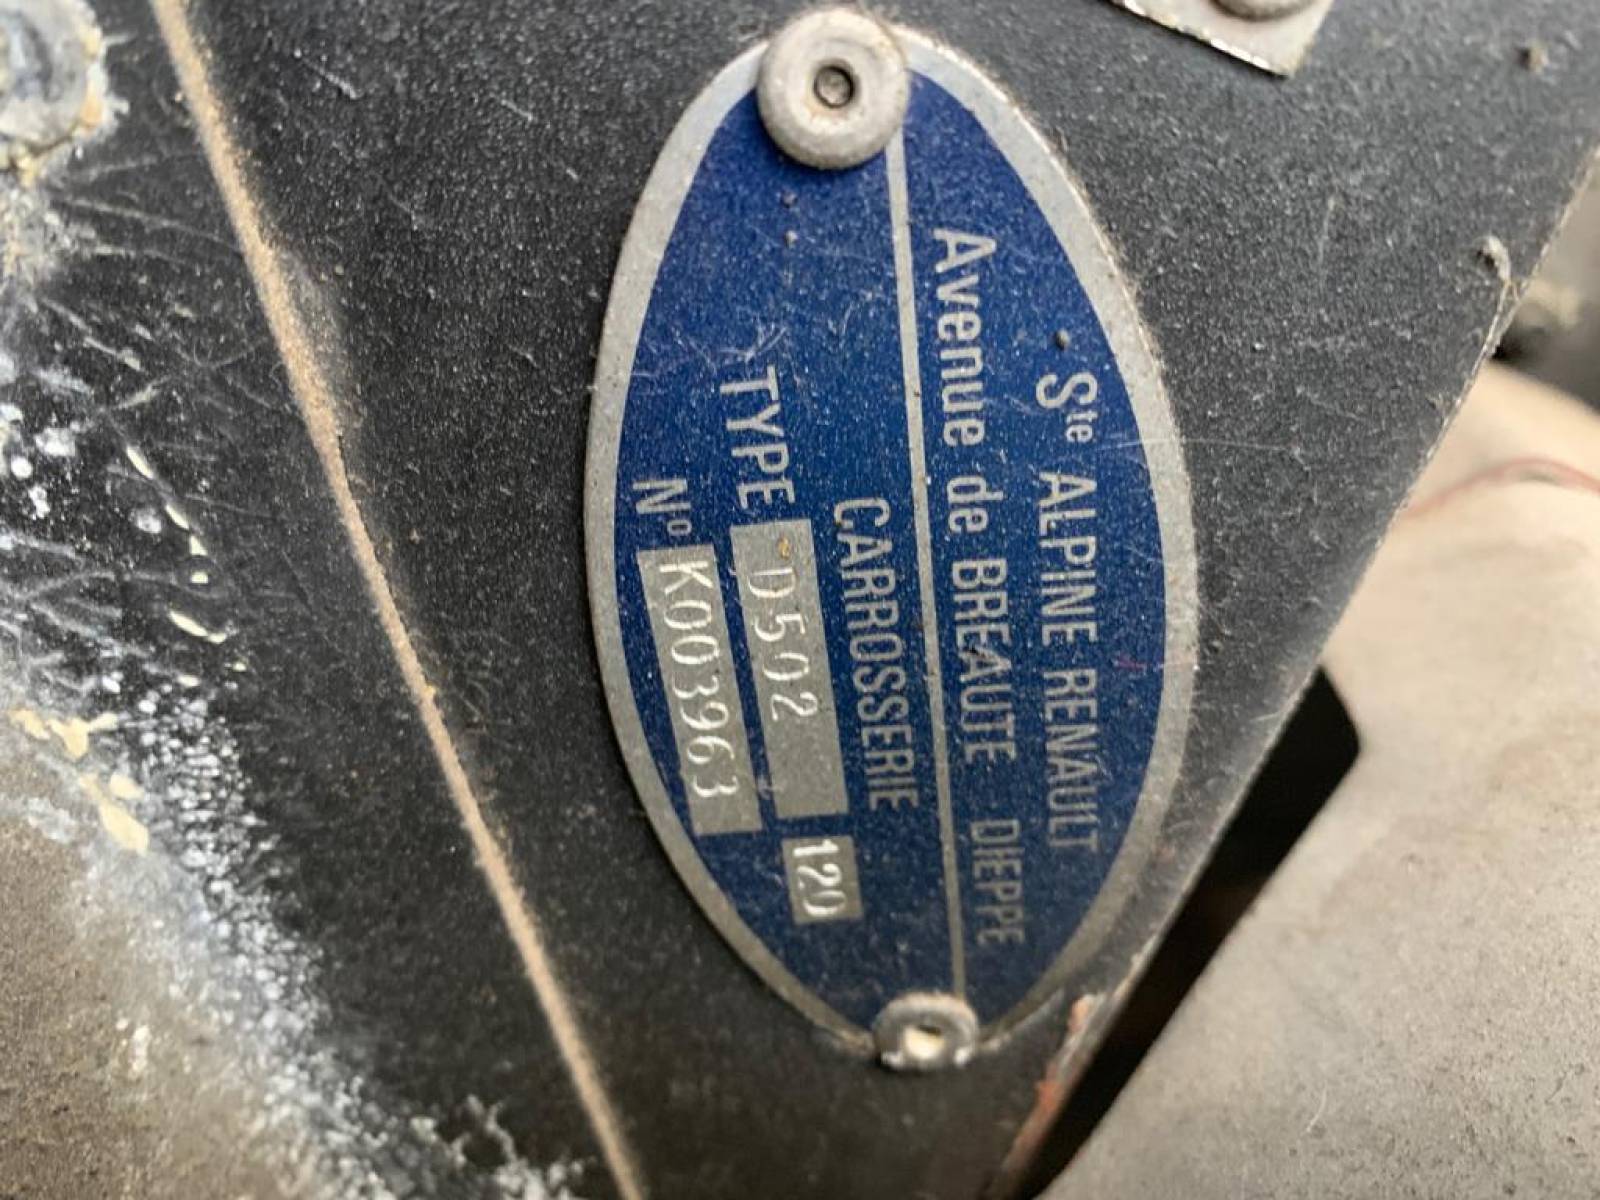 Ste ALPINE RENAULT
Avenue de BREAUTE DIEPPE
CARROSSERIE
TYPE D502 120
No K003963